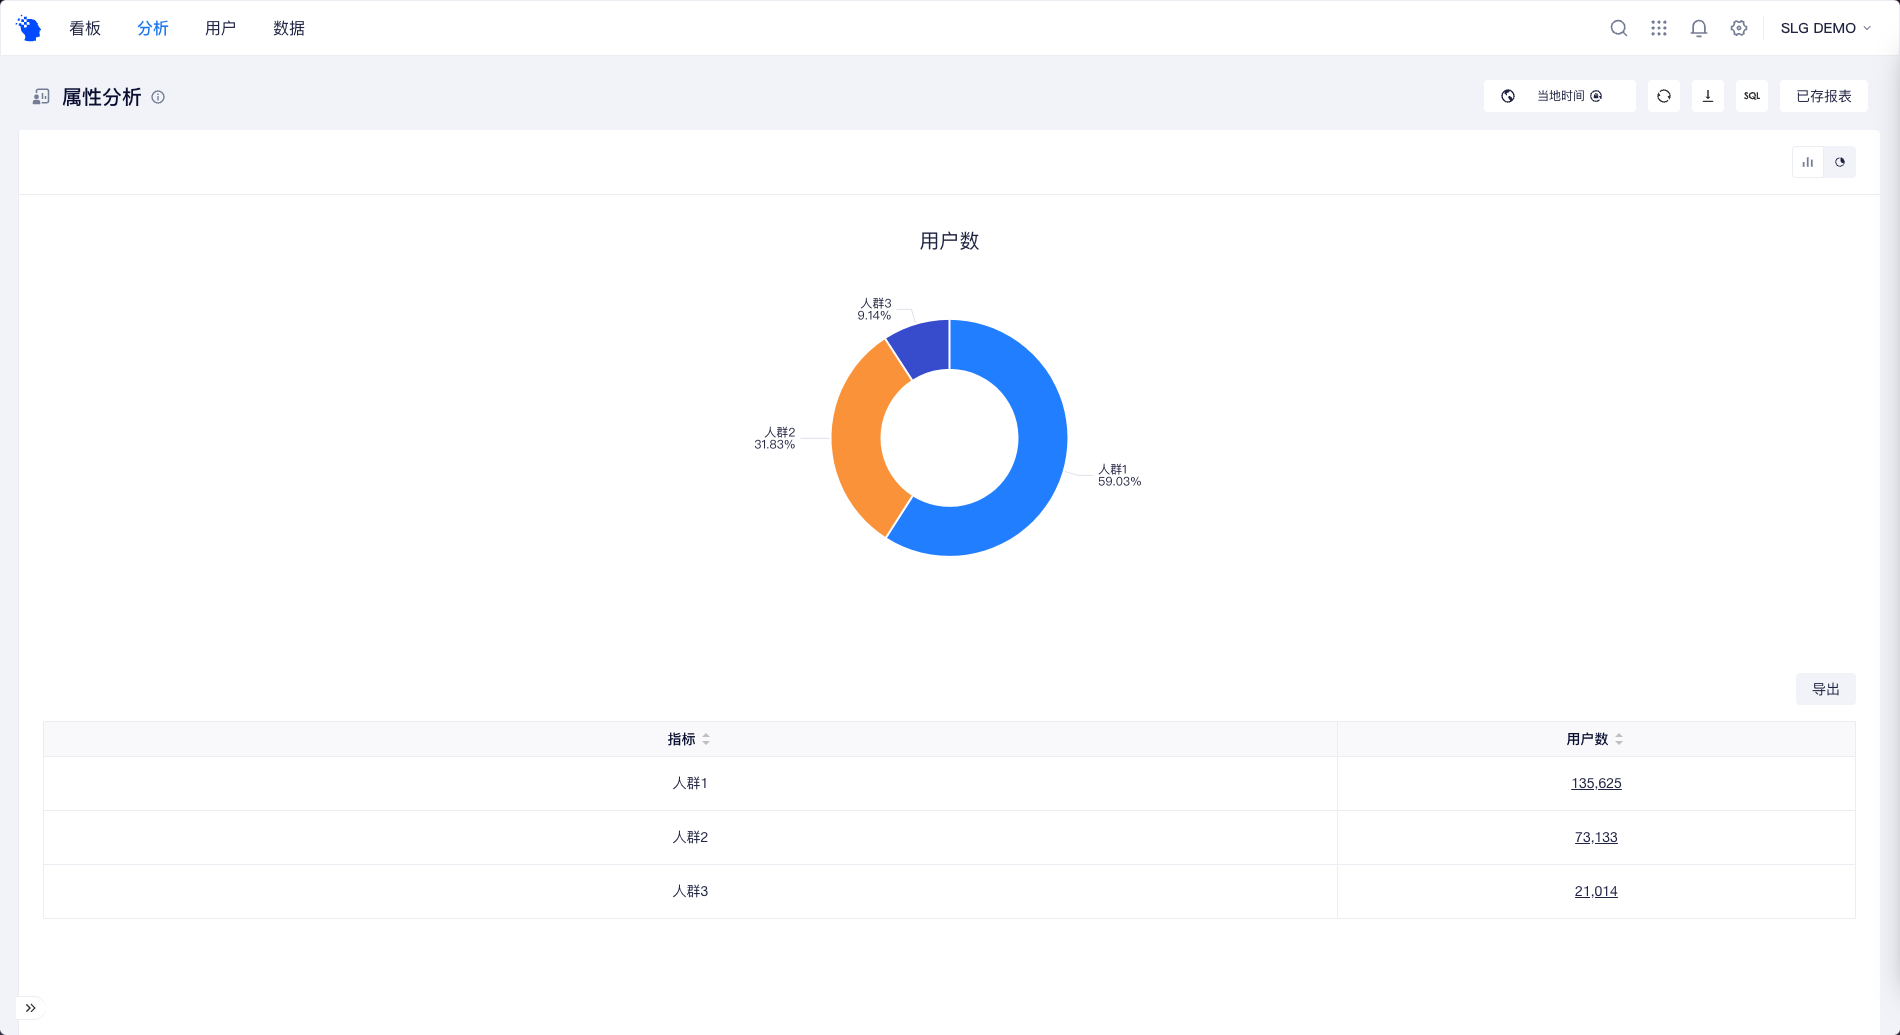 看板 分析 用户 数据 SLG DEMO
属性分析 当地时间 SQL 已存报表
用户数
人群3
9.14%
人群2
31.83%
人群1
59.03%
导出
指标 用户数
人群1 135,625
人群2 73,133
人群3 21,014